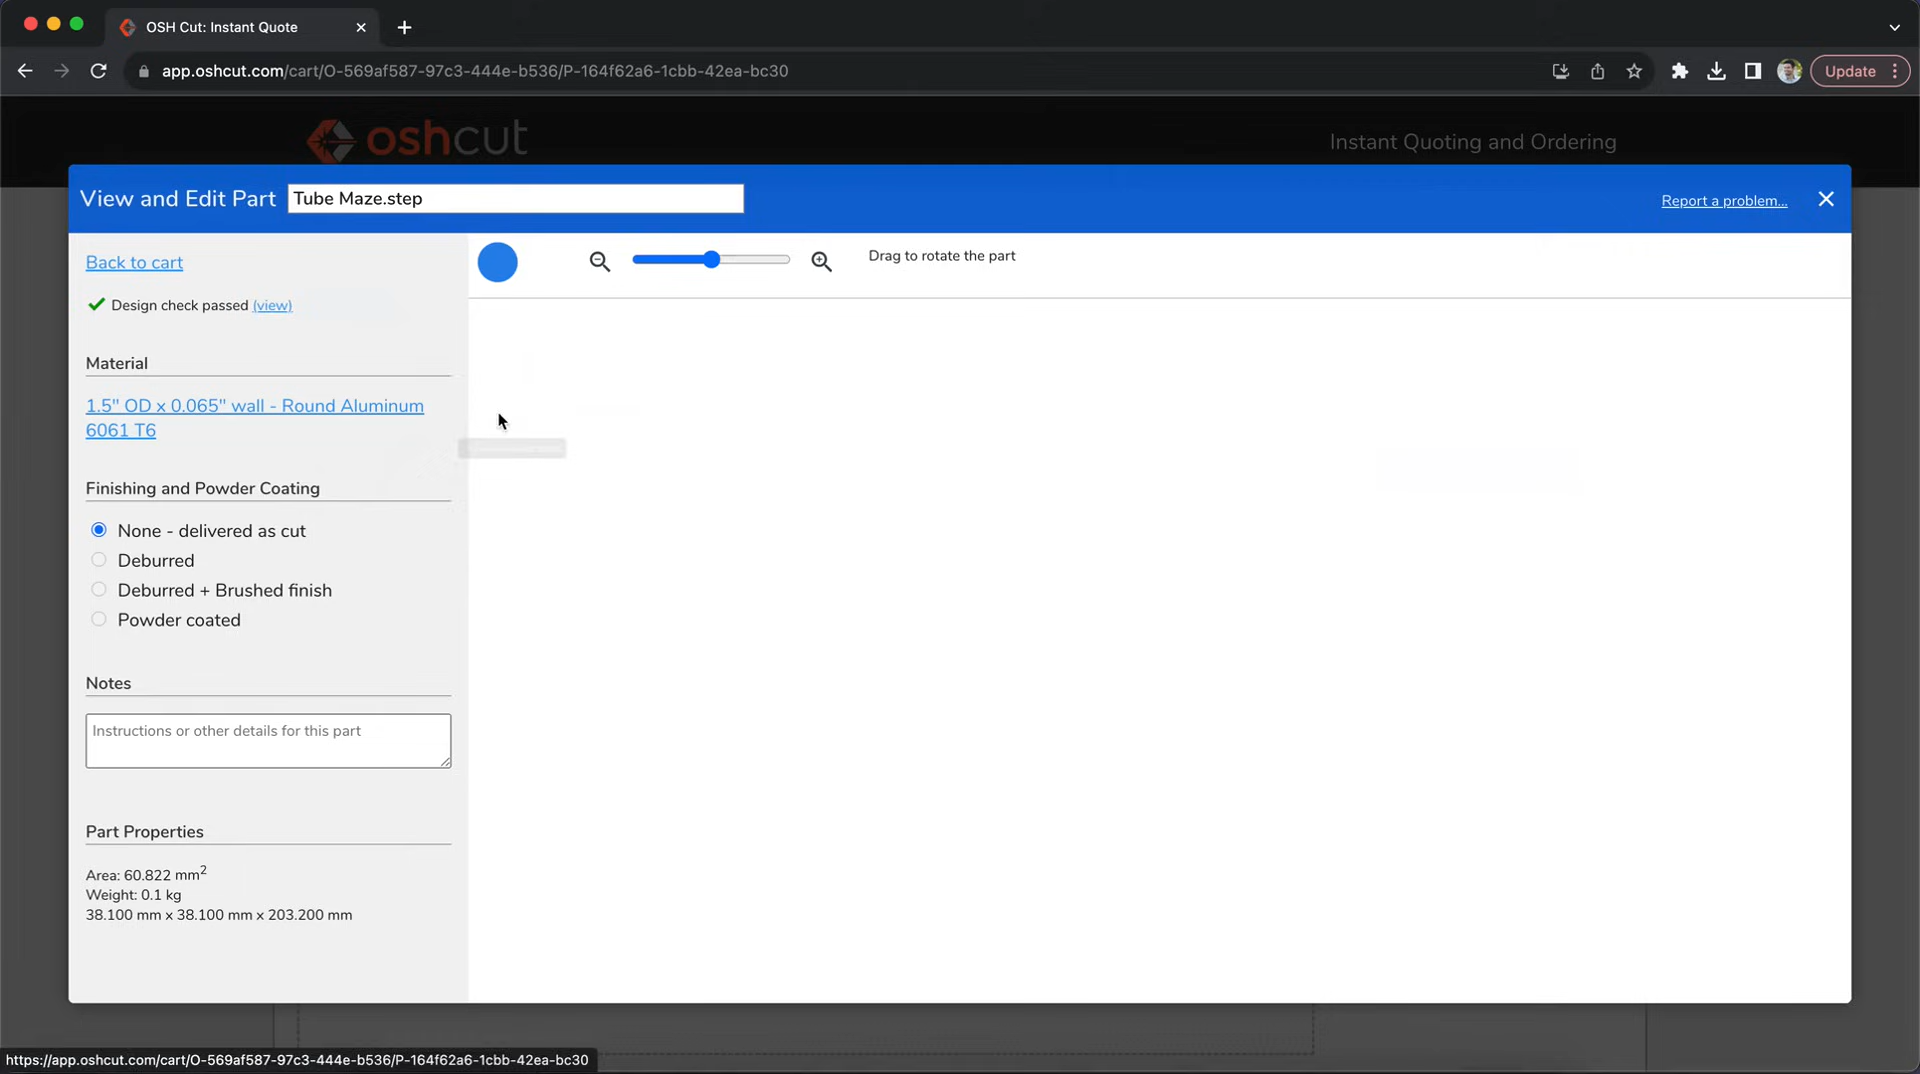 OSH Cut: Instant Quote
app.oshcut.com/cart/O-569af587-97c3-444e-b536/P-164f62a6-1cbb-42ea-bc30
Update
oshcut
Instant Quoting and Ordering
View and Edit Part
Tube Maze.step
Report a problem...
Back to cart
Drag to rotate the part
Design check passed (view)
Material
1.5" OD x 0.065" wall - Round Aluminum
6061 T6
Finishing and Powder Coating
None - delivered as cut
Deburred
Deburred + Brushed finish
Powder coated
Notes
Instructions or other details for this part
Part Properties
Area: 60.822 mm²
Weight: 0.1 kg
38.100 mm x 38.100 mm x 203.200 mm
https://app.oshcut.com/cart/O-569af587-97c3-444e-b536/P-164f62a6-1cbb-42ea-bc30